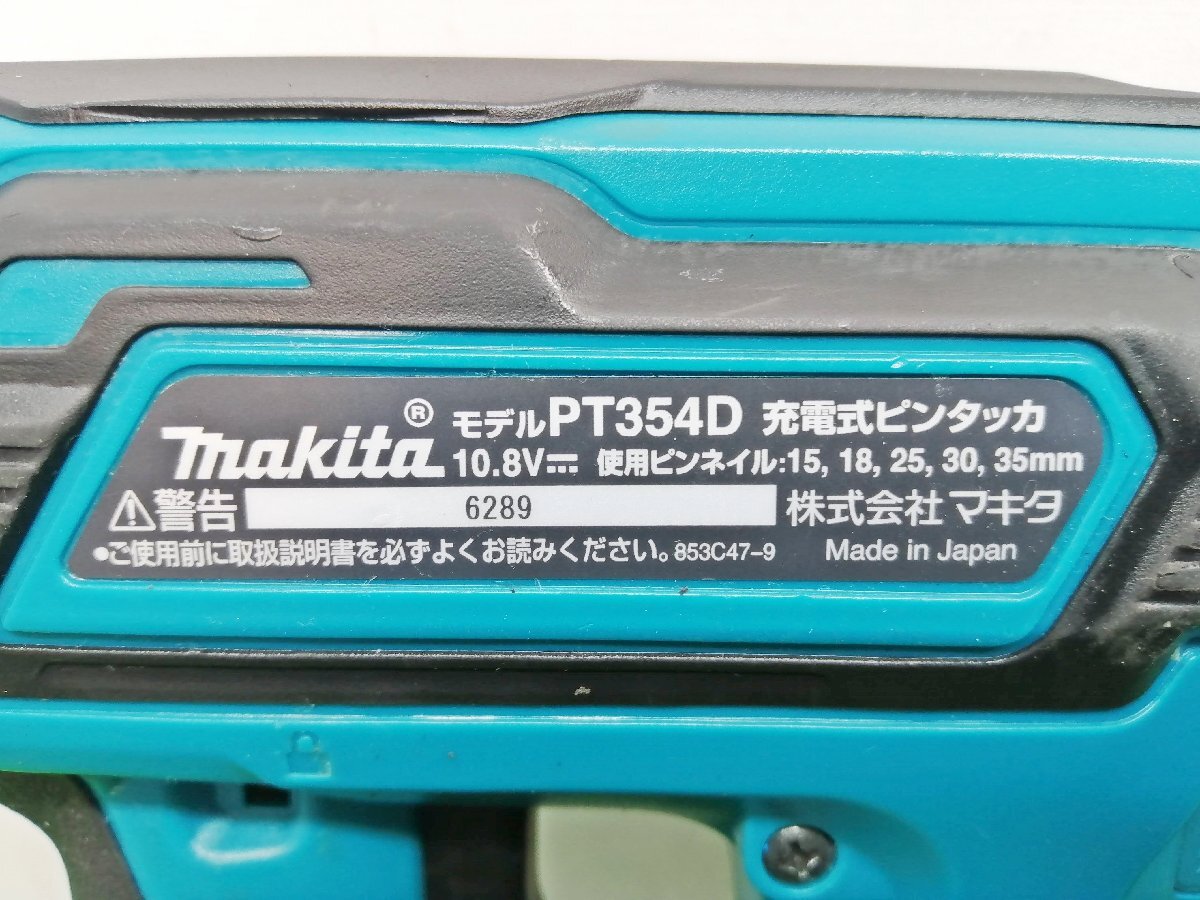 makita® モデルPT354D 充電式ピンタッカ
10.8V⎓ 使用ピンネイル:15, 18, 25, 30, 35mm
⚠警告 6289 株式会社マキタ
●ご使用前に取扱説明書を必ずよくお読みください。853C47-9 Made in Japan